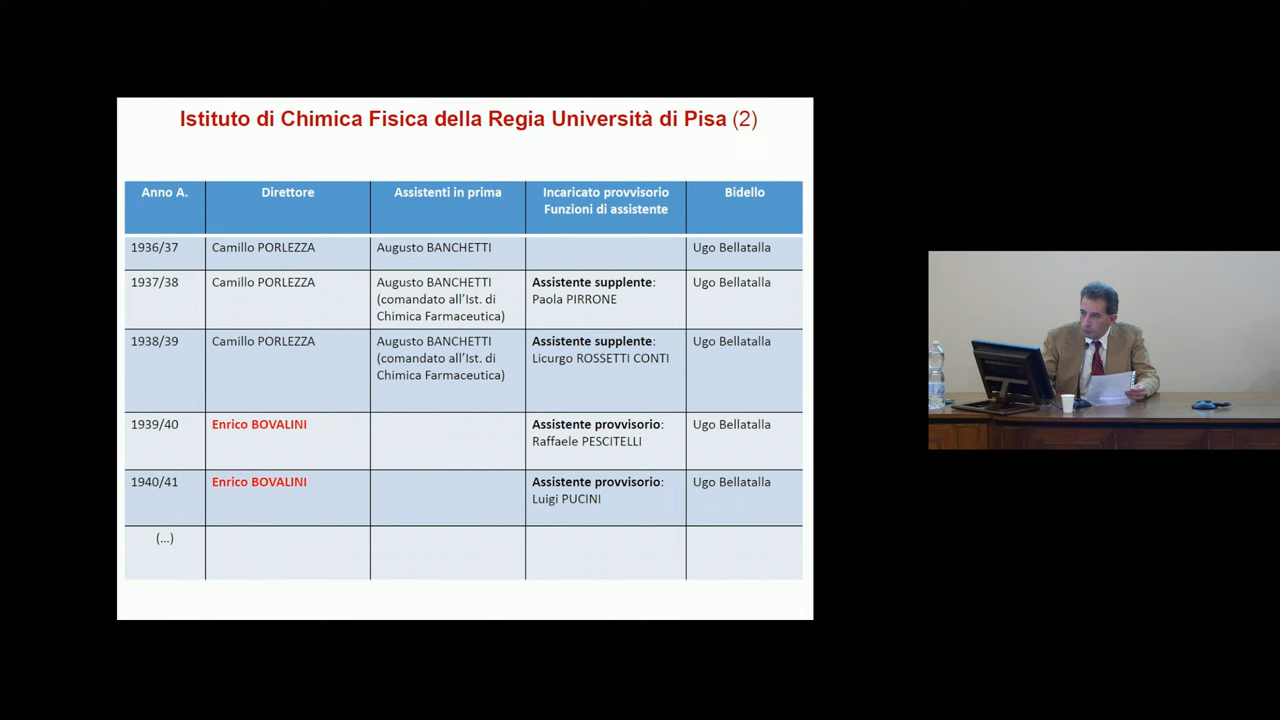 Istituto di Chimica Fisica della Regia Università di Pisa (2)
Anno A. Direttore Assistenti in prima Incaricato provvisorio Bidello
Funzioni di assistente
1936/37 Camillo PORLEZZA Augusto BANCHETTI Ugo Bellatalla
1937/38 Camillo PORLEZZA Augusto BANCHETTI Assistente supplente: Ugo Bellatalla
(comandato all'Ist. di Paola PIRRONE
Chimica Farmaceutica)
1938/39 Camillo PORLEZZA Augusto BANCHETTI Assistente supplente: Ugo Bellatalla
(comandato all'Ist. di Licurgo ROSSETTI CONTI
Chimica Farmaceutica)
1939/40 Enrico BOVALINI Assistente provvisorio: Ugo Bellatalla
Raffaele PESCITELLI
1940/41 Enrico BOVALINI Assistente provvisorio: Ugo Bellatalla
Luigi PUCINI
(...)